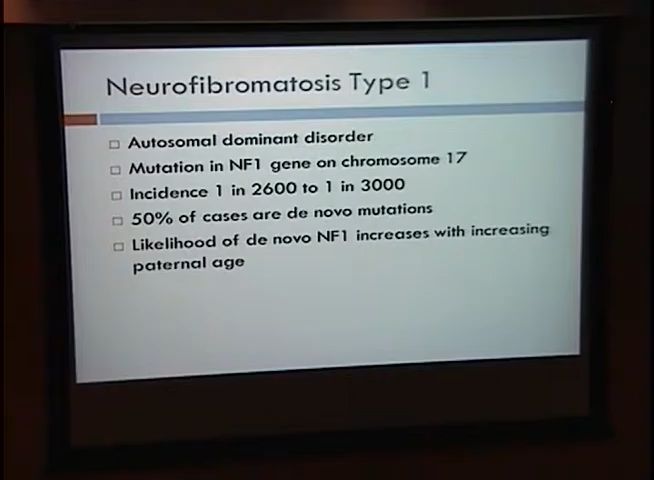 Neurofibromatosis Type 1
Autosomal dominant disorder
Mutation in NF1 gene on chromosome 17
Incidence 1 in 2600 to 1 in 3000
50% of cases are de novo mutations
Likelihood of de novo NF1 increases with increasing
paternal age